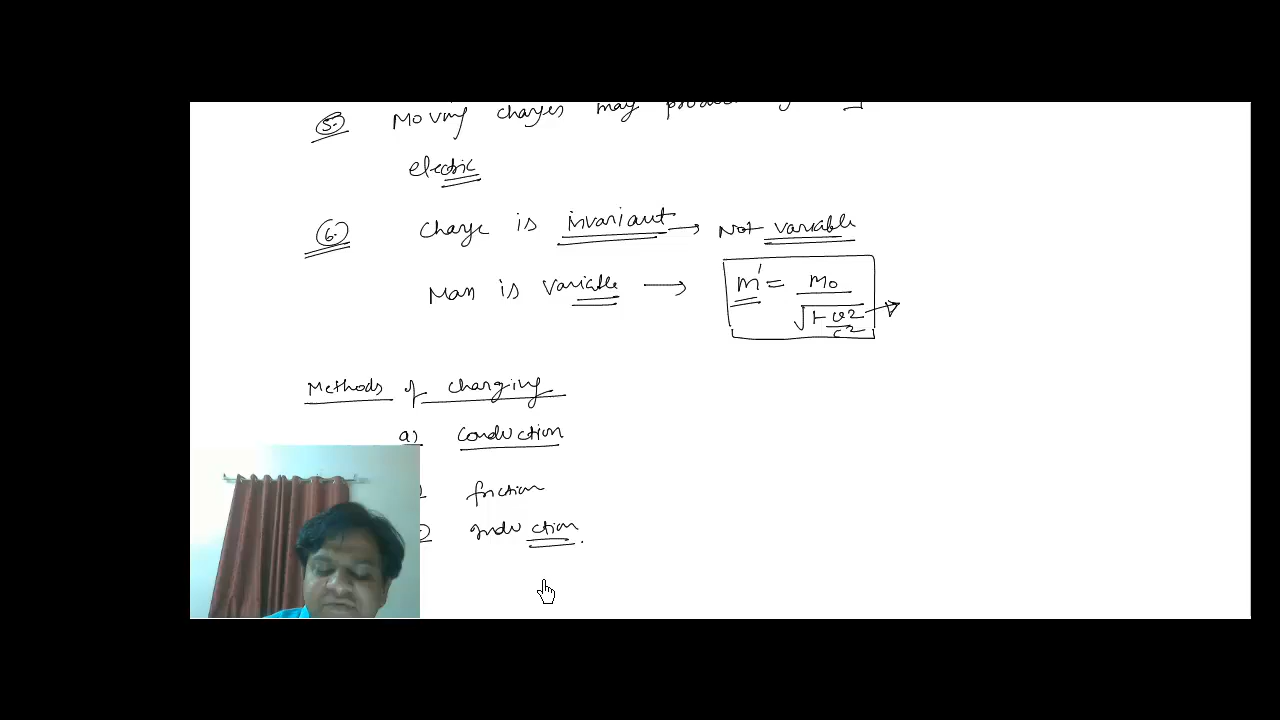 5. Moving charges may
electric
6. Charge is invariant → Not variable
Mass is variable → m' = m₀ / √(1 - v²/c²) →
Methods of charging
a) Conduction
friction
Induction.